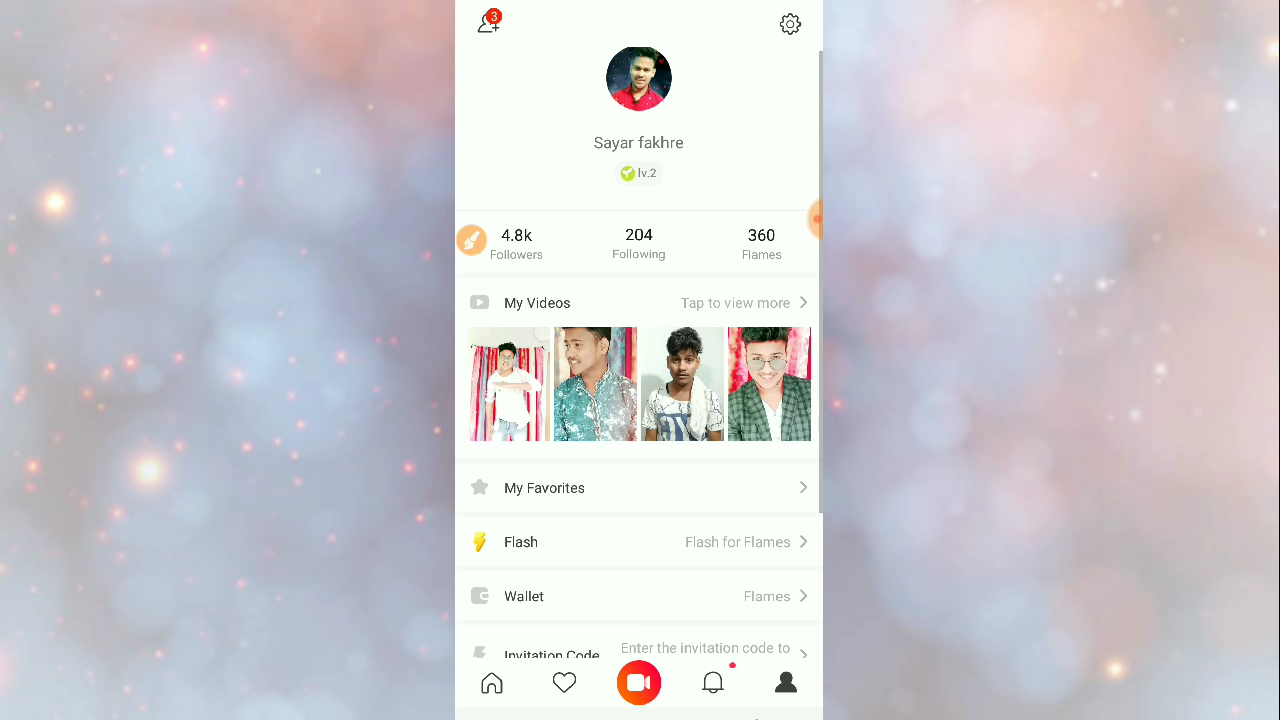 3
Sayar fakhre
lv.2
4.8k
204
360
Followers
Following
Flames
My Videos
Tap to view more
My Favorites
Flash
Flash for Flames
Wallet
Flames
Enter the invitation code to
Invitation Code